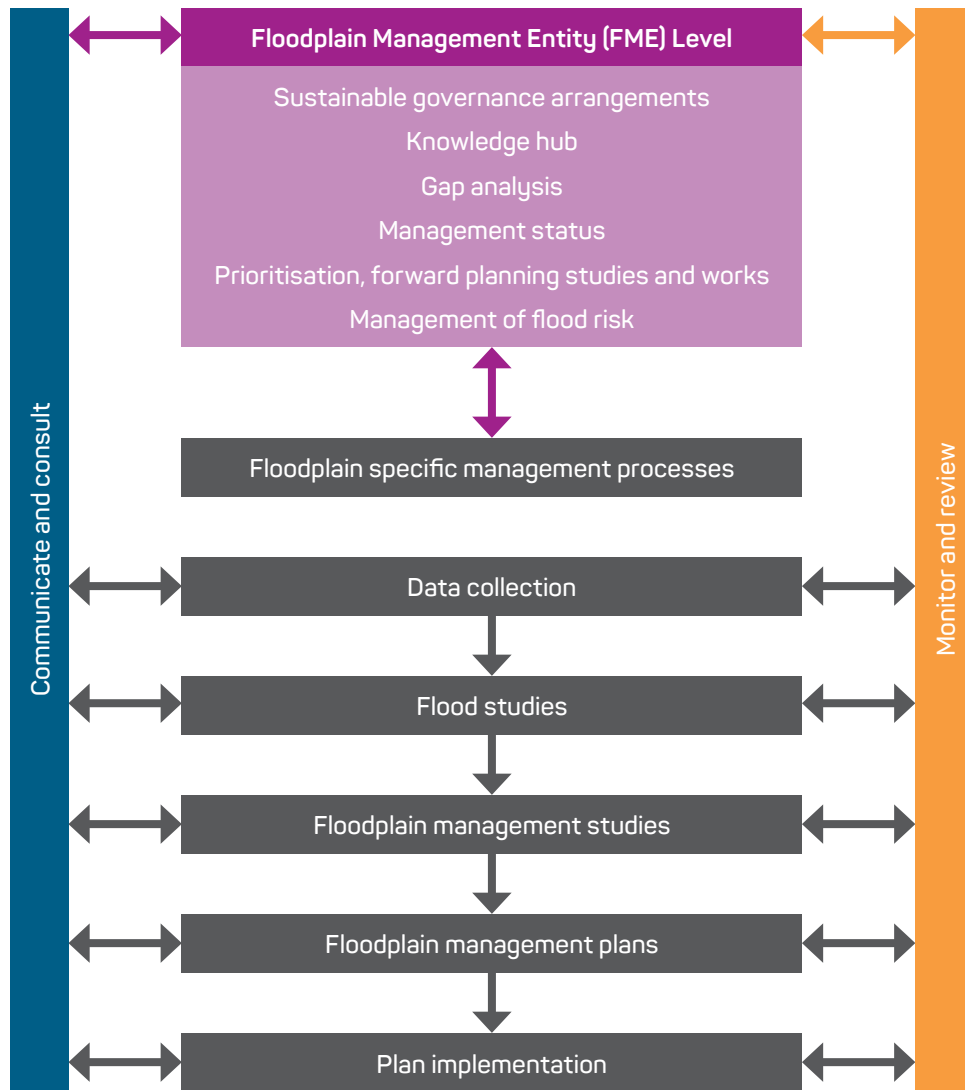 Floodplain Management Entity (FME) Level
Sustainable governance arrangements
Knowledge hub
Gap analysis
Management status
Prioritisation, forward planning studies and works
Management of flood risk
Communicate and consult
Monitor and review
Floodplain specific management processes
Data collection
Flood studies
Floodplain management studies
Floodplain management plans
Plan implementation